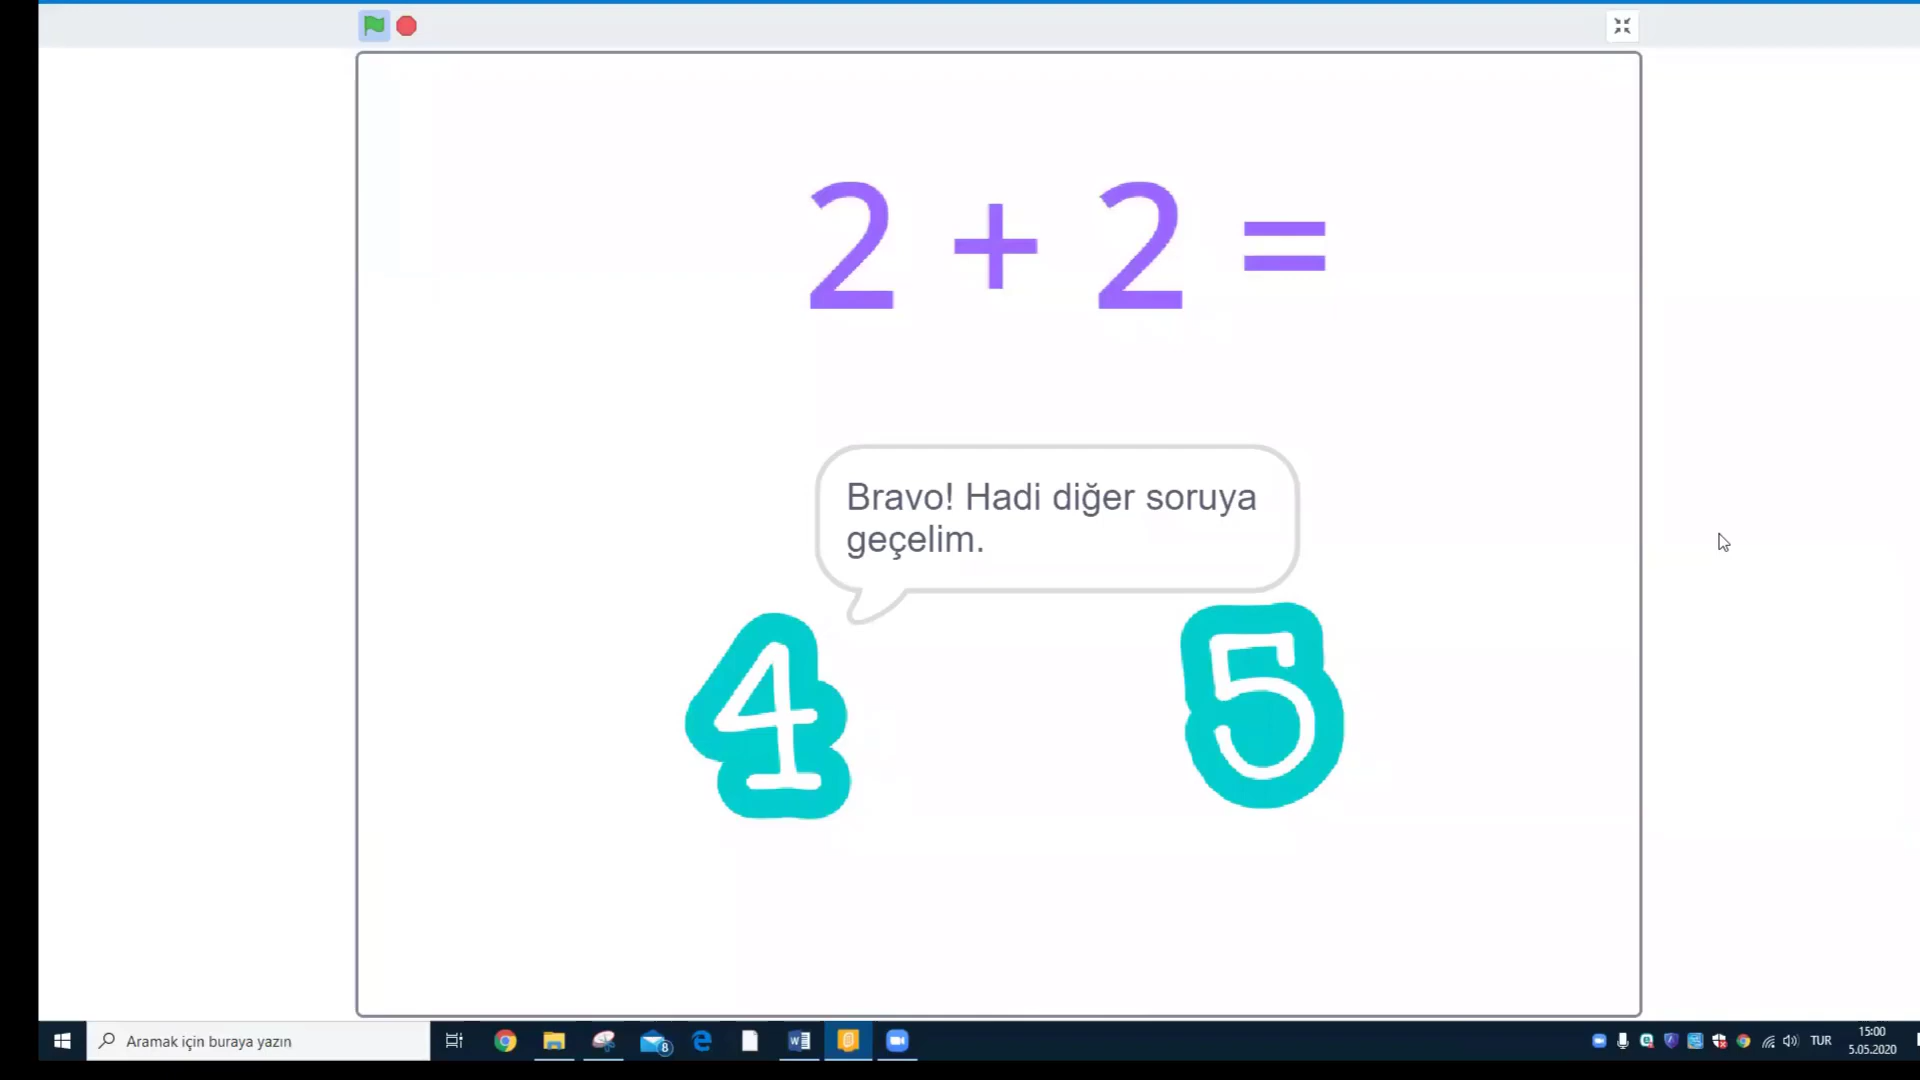 2 + 2 =
Bravo! Hadi diğer soruya
geçelim.
4 5
Aramak için buraya yazın
8
TUR
15:00
5.05.2020